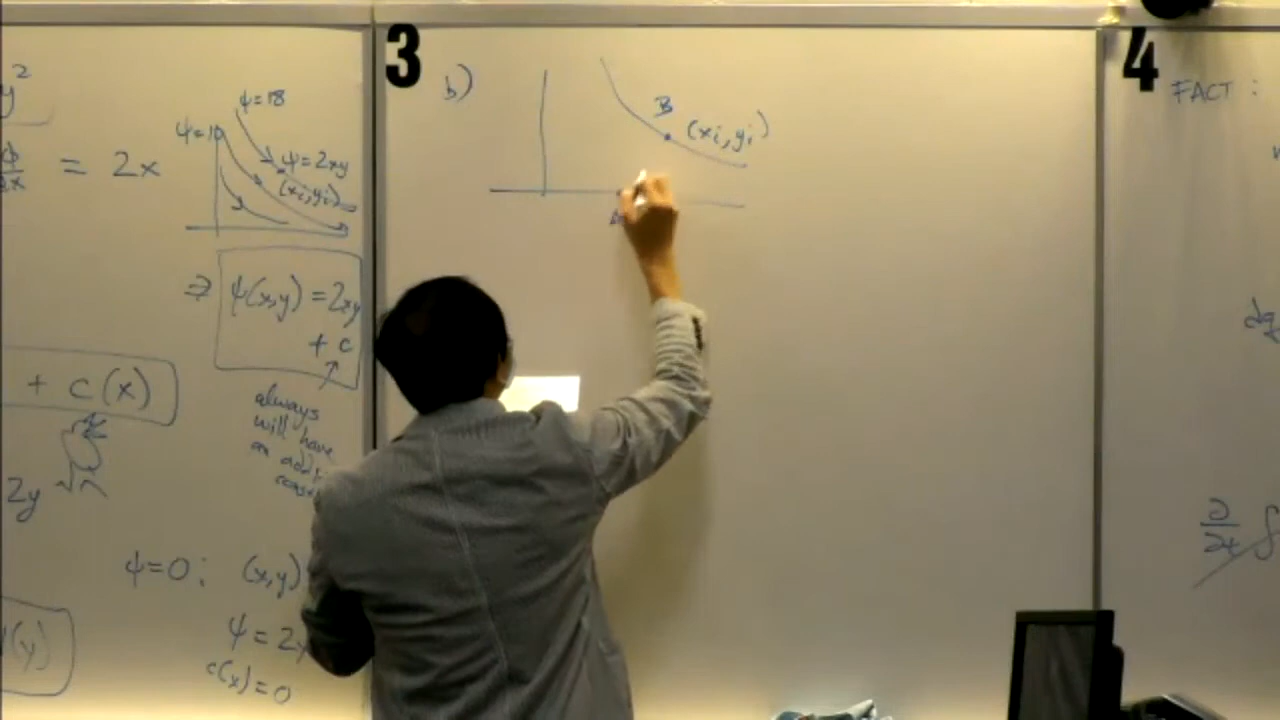 y²
= 2x
ψ=18
ψ=10
ψ=2xy
(xi,yi)
⇒ ψ(x,y) = 2xy
+ c
always
will have
+ c(x)
2y
ψ=0; (x,y)
ψ = 2x
c(x)=0
(y)
3
b)
B
(xi,yi)
4
FACT :